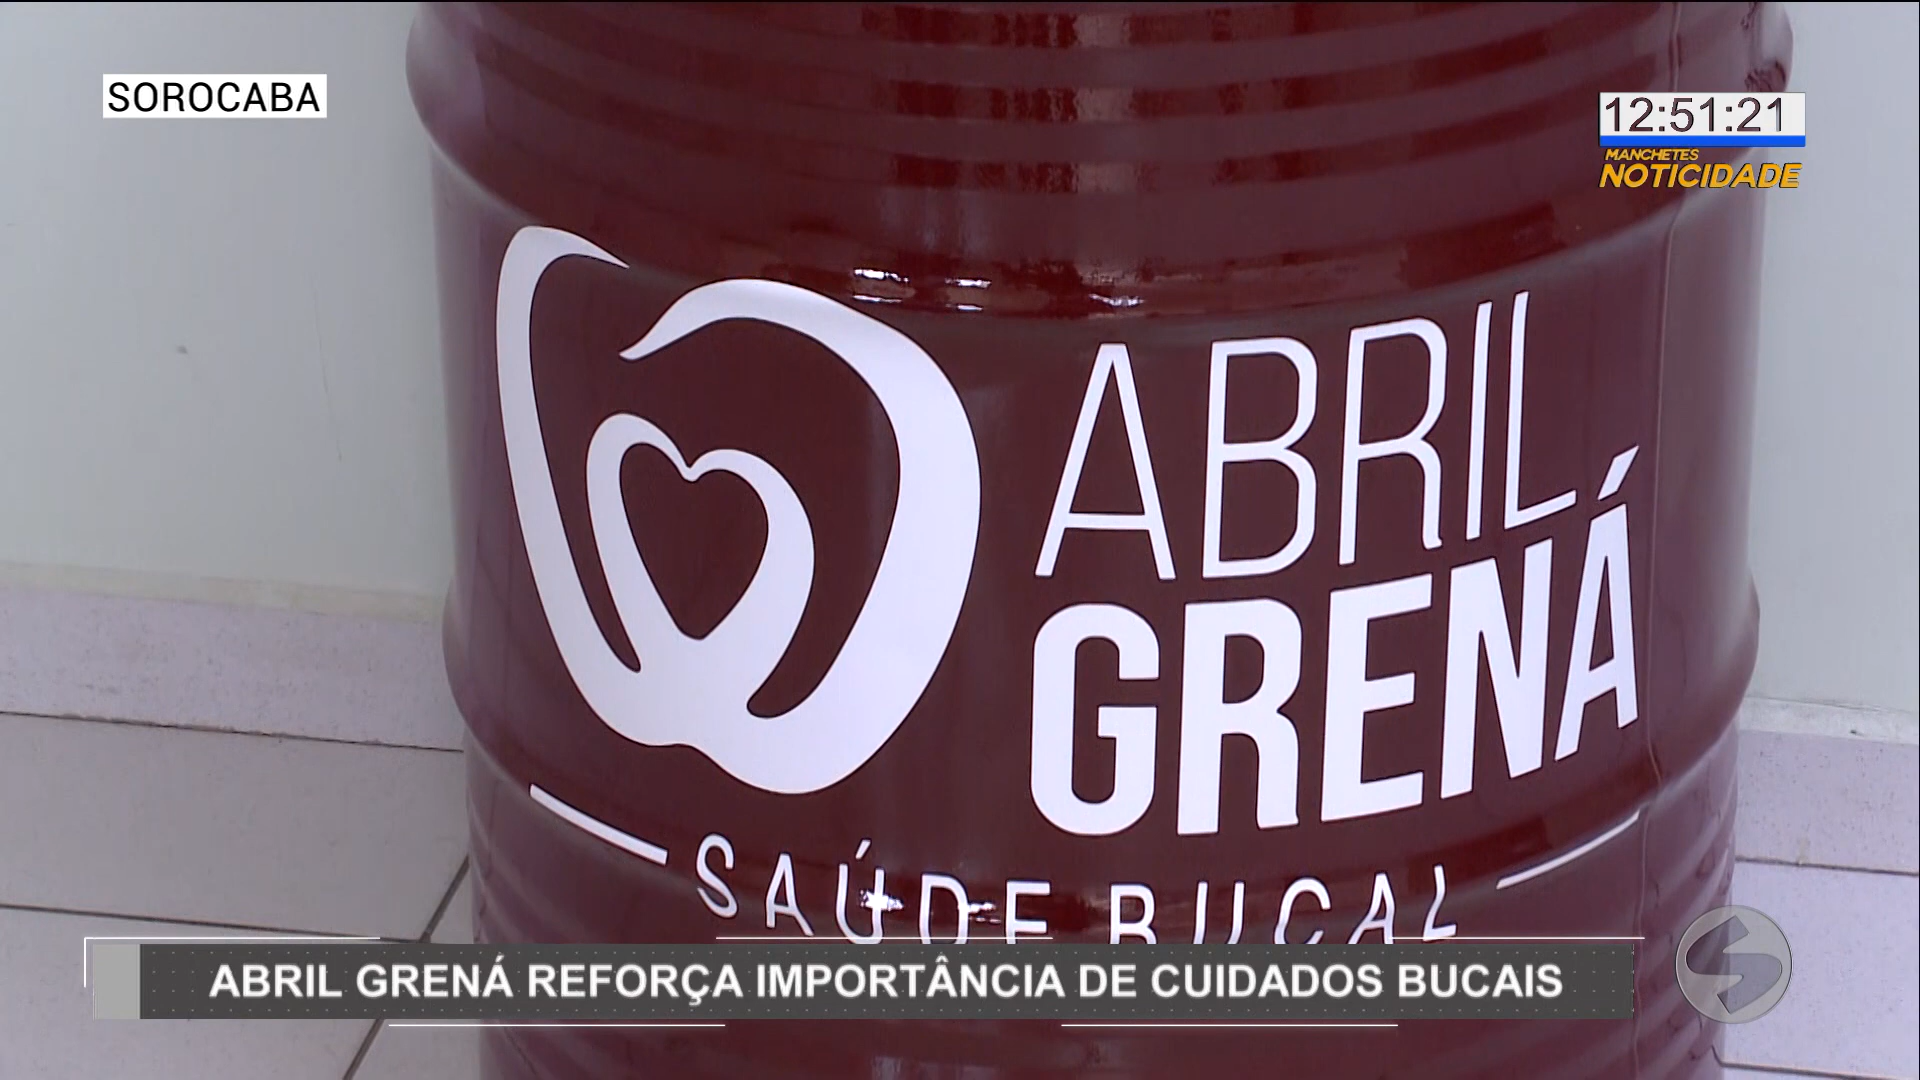 SOROCABA
12:51:21
MANCHETES
NOTICIDADE
ABRIL
GRENÁ
SAÚDE BUCAL
ABRIL GRENÁ REFORÇA IMPORTÂNCIA DE CUIDADOS BUCAIS